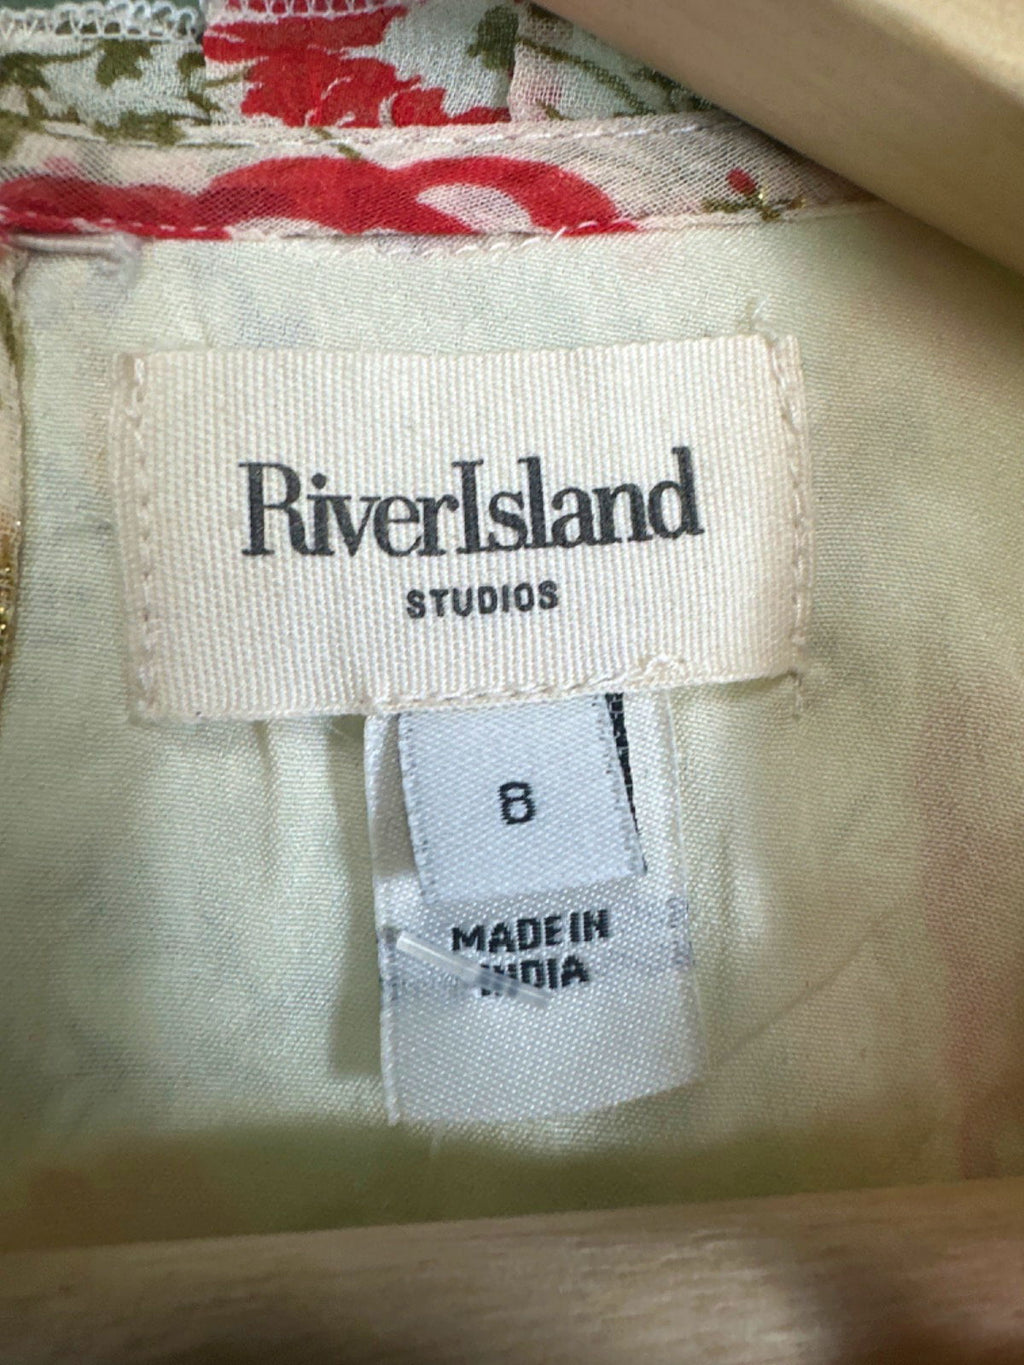 RiverIsland
STUDIOS
8
MADE IN
INDIA